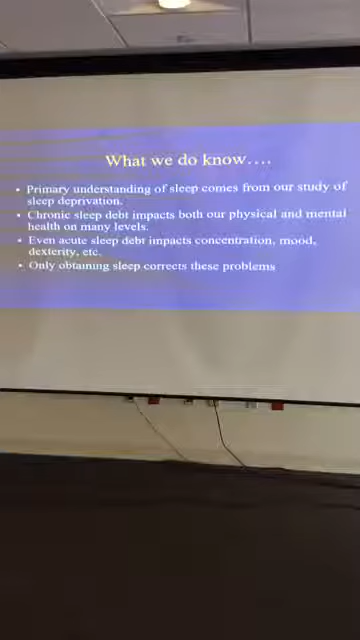 What we do know....
• Primary understanding of sleep comes from our study of
sleep deprivation.
• Chronic sleep debt impacts both our physical and mental
health on many levels.
• Even acute sleep debt impacts concentration, mood,
dexterity, etc.
• Only obtaining sleep corrects these problems